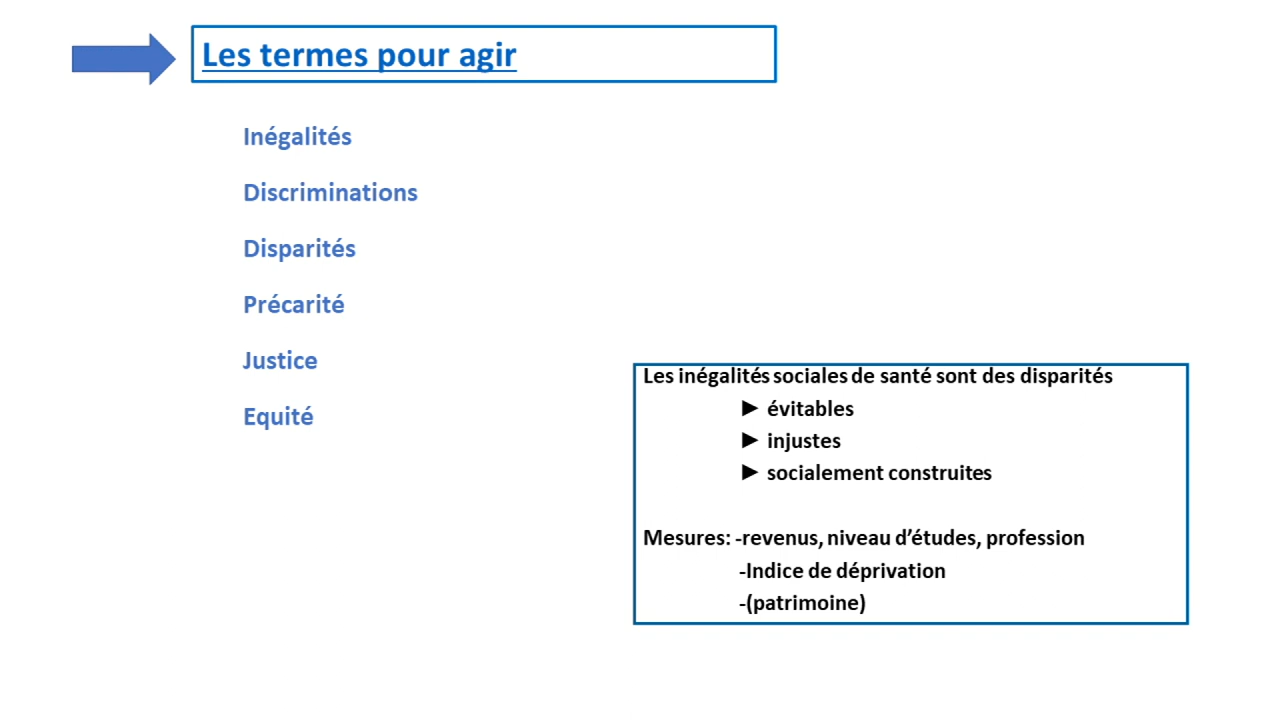 Les termes pour agir
Inégalités
Discriminations
Disparités
Précarité
Justice
Equité
Les inégalités sociales de santé sont des disparités
► évitables
► injustes
► socialement construites
Mesures: -revenus, niveau d’études, profession
-Indice de déprivation
-(patrimoine)